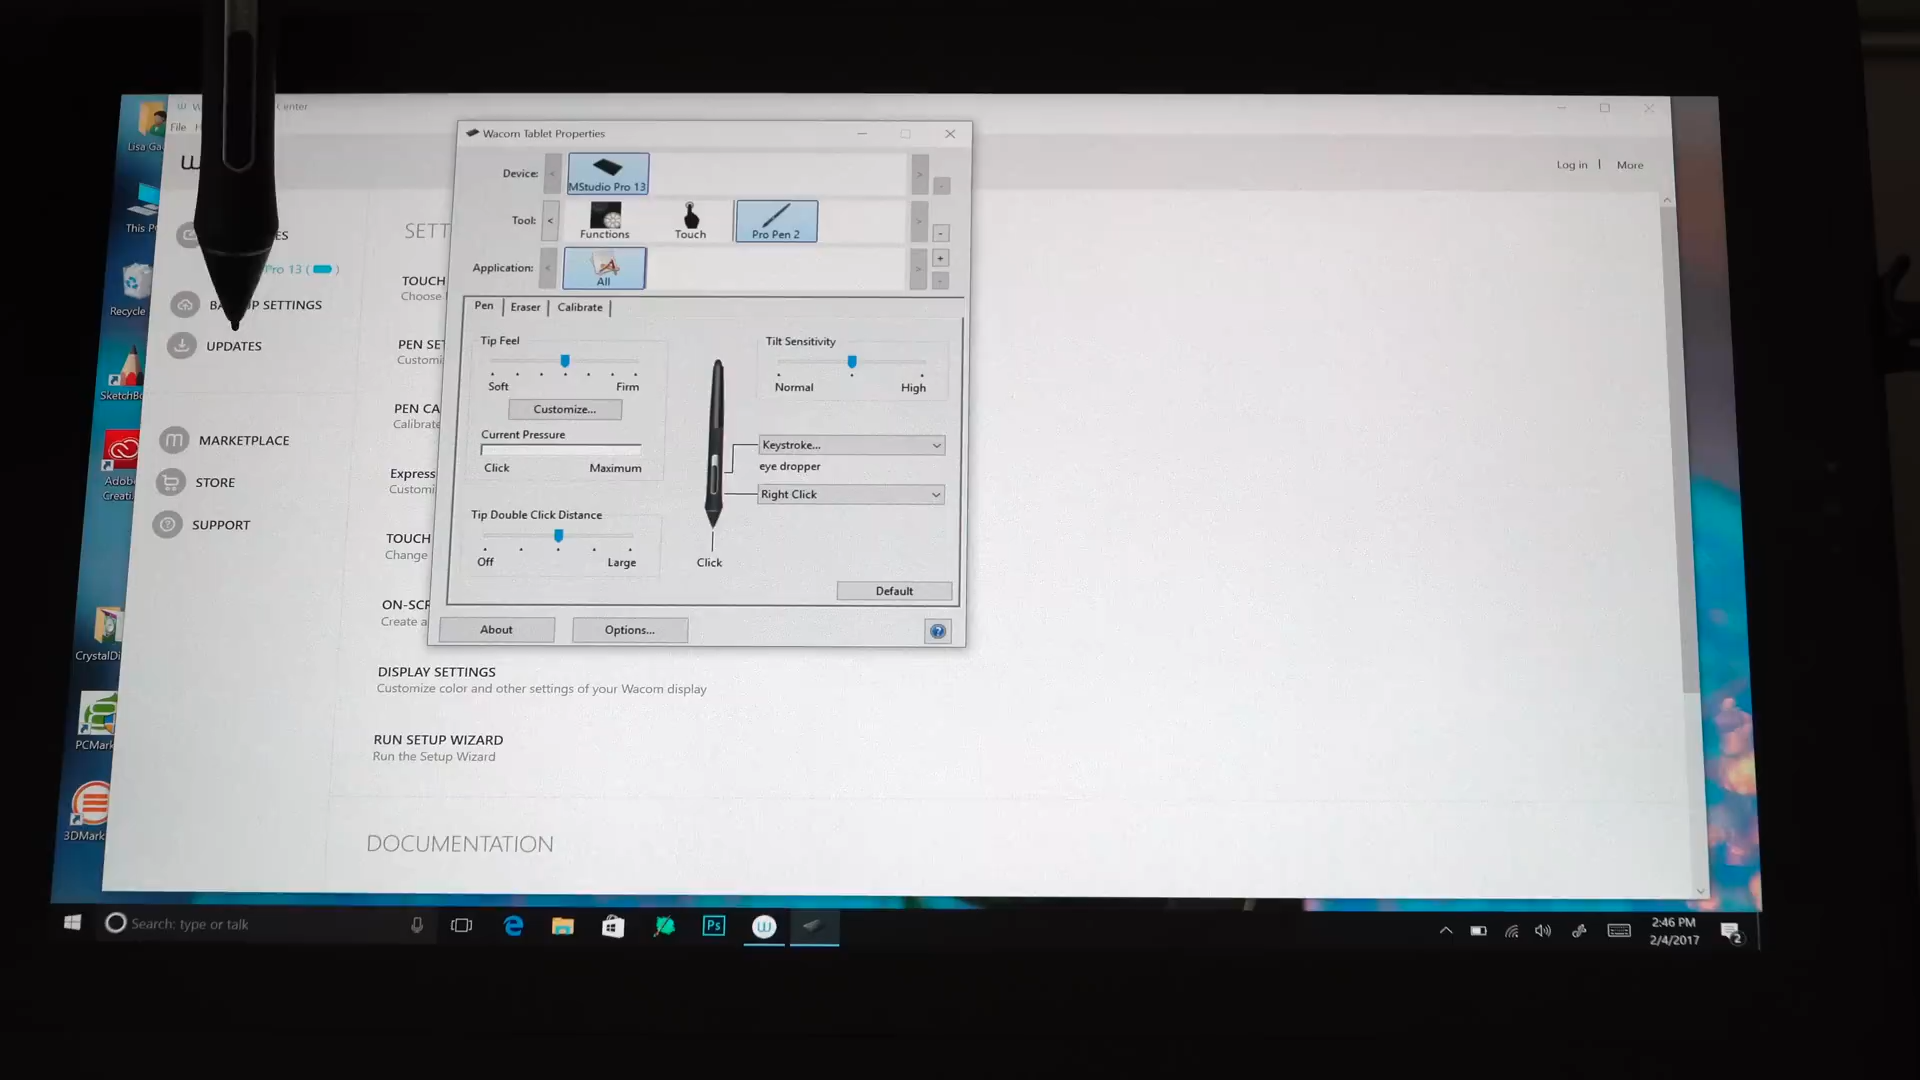 enter
File
Log in | More
Wacom Tablet Properties
Device:
MStudio Pro 13
Tool:
Functions
Touch
Pro Pen 2
Application:
All
Pen
Eraser
Calibrate
Tip Feel
Soft
Firm
Customize...
Current Pressure
Click
Maximum
Tip Double Click Distance
Off
Large
Tilt Sensitivity
Normal
High
Keystroke...
eye dropper
Right Click
Click
Default
About
Options...
Pro 13 ( )
UPDATES
MARKETPLACE
STORE
SUPPORT
SETT
TOUCH
Choose
PEN SE
Customi
PEN CA
Calibrate
Express
Customi
TOUCH
Change
ON-SCR
Create a
DISPLAY SETTINGS
Customize color and other settings of your Wacom display
RUN SETUP WIZARD
Run the Setup Wizard
DOCUMENTATION
Lisa Ga
This P
Recycle
SketchBo
Adobe
Creati...
CrystalDi
PCMark
3DMark
Search: type or talk
Ps
2:46 PM
2/4/2017
2